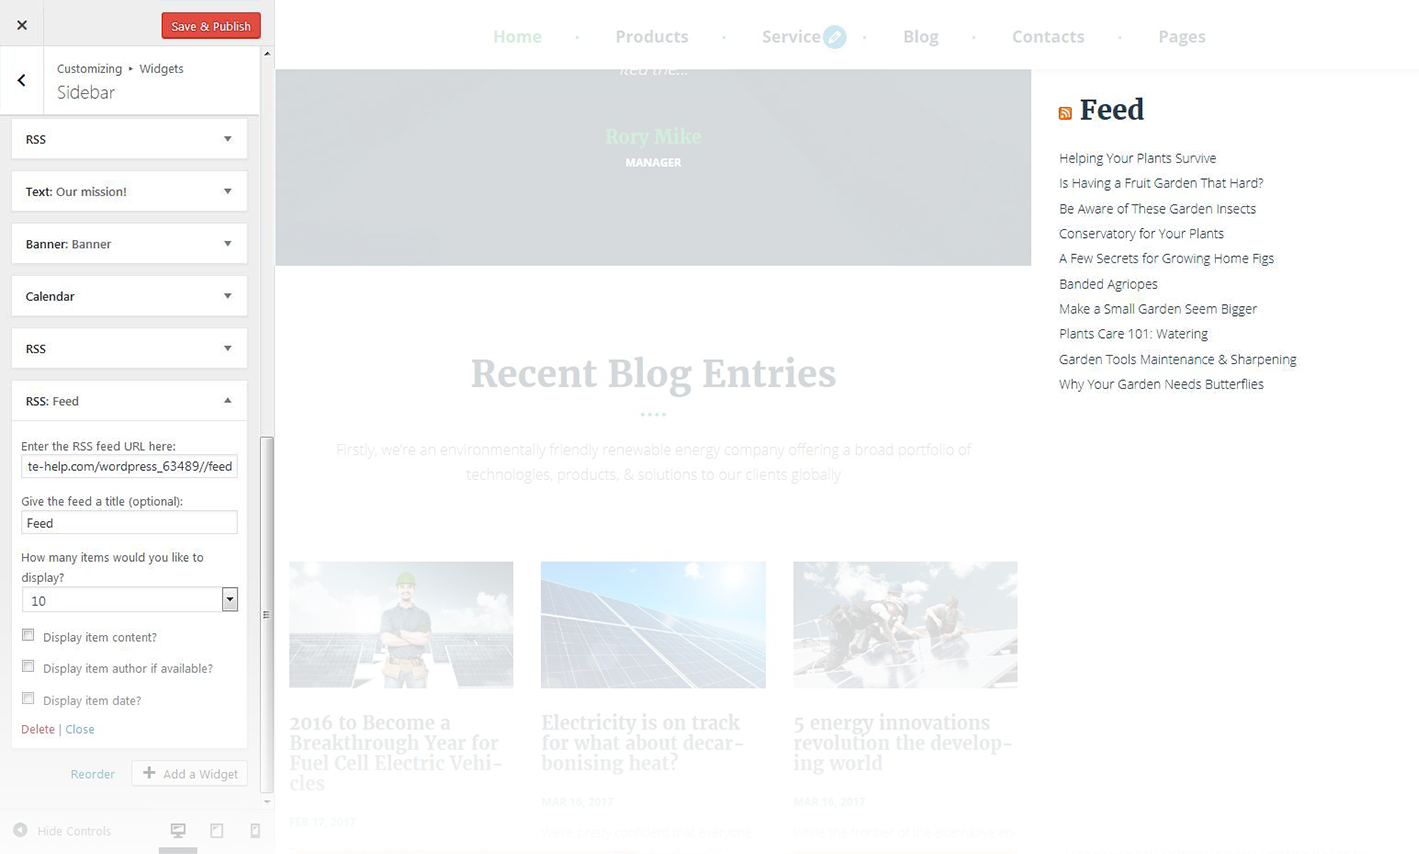 Save & Publish
Customizing ▸ Widgets
Sidebar
RSS
Text: Our mission!
Banner: Banner
Calendar
RSS
RSS: Feed
Enter the RSS feed URL here:
te-help.com/wordpress_63489//feed
Give the feed a title (optional):
Feed
How many items would you like to
display?
10
Display item content?
Display item author if available?
Display item date?
Delete | Close
Reorder
Add a Widget
Hide Controls
Home • Products • Service • Blog • Contacts • Pages
Rory Mike
MANAGER
Recent Blog Entries
Firstly, we're an environmentally friendly renewable energy company offering a broad portfolio of
technologies, products, & solutions to our clients globally
2016 to Become a
Breakthrough Year for
Fuel Cell Electric Vehi-
cles
FEB 17, 2017
Electricity is on track
for what about decar-
bonising heat?
MAR 16, 2017
5 energy innovations
revolution the develop-
ing world
MAR 16, 2017
Feed
Helping Your Plants Survive
Is Having a Fruit Garden That Hard?
Be Aware of These Garden Insects
Conservatory for Your Plants
A Few Secrets for Growing Home Figs
Banded Agriopes
Make a Small Garden Seem Bigger
Plants Care 101: Watering
Garden Tools Maintenance & Sharpening
Why Your Garden Needs Butterflies